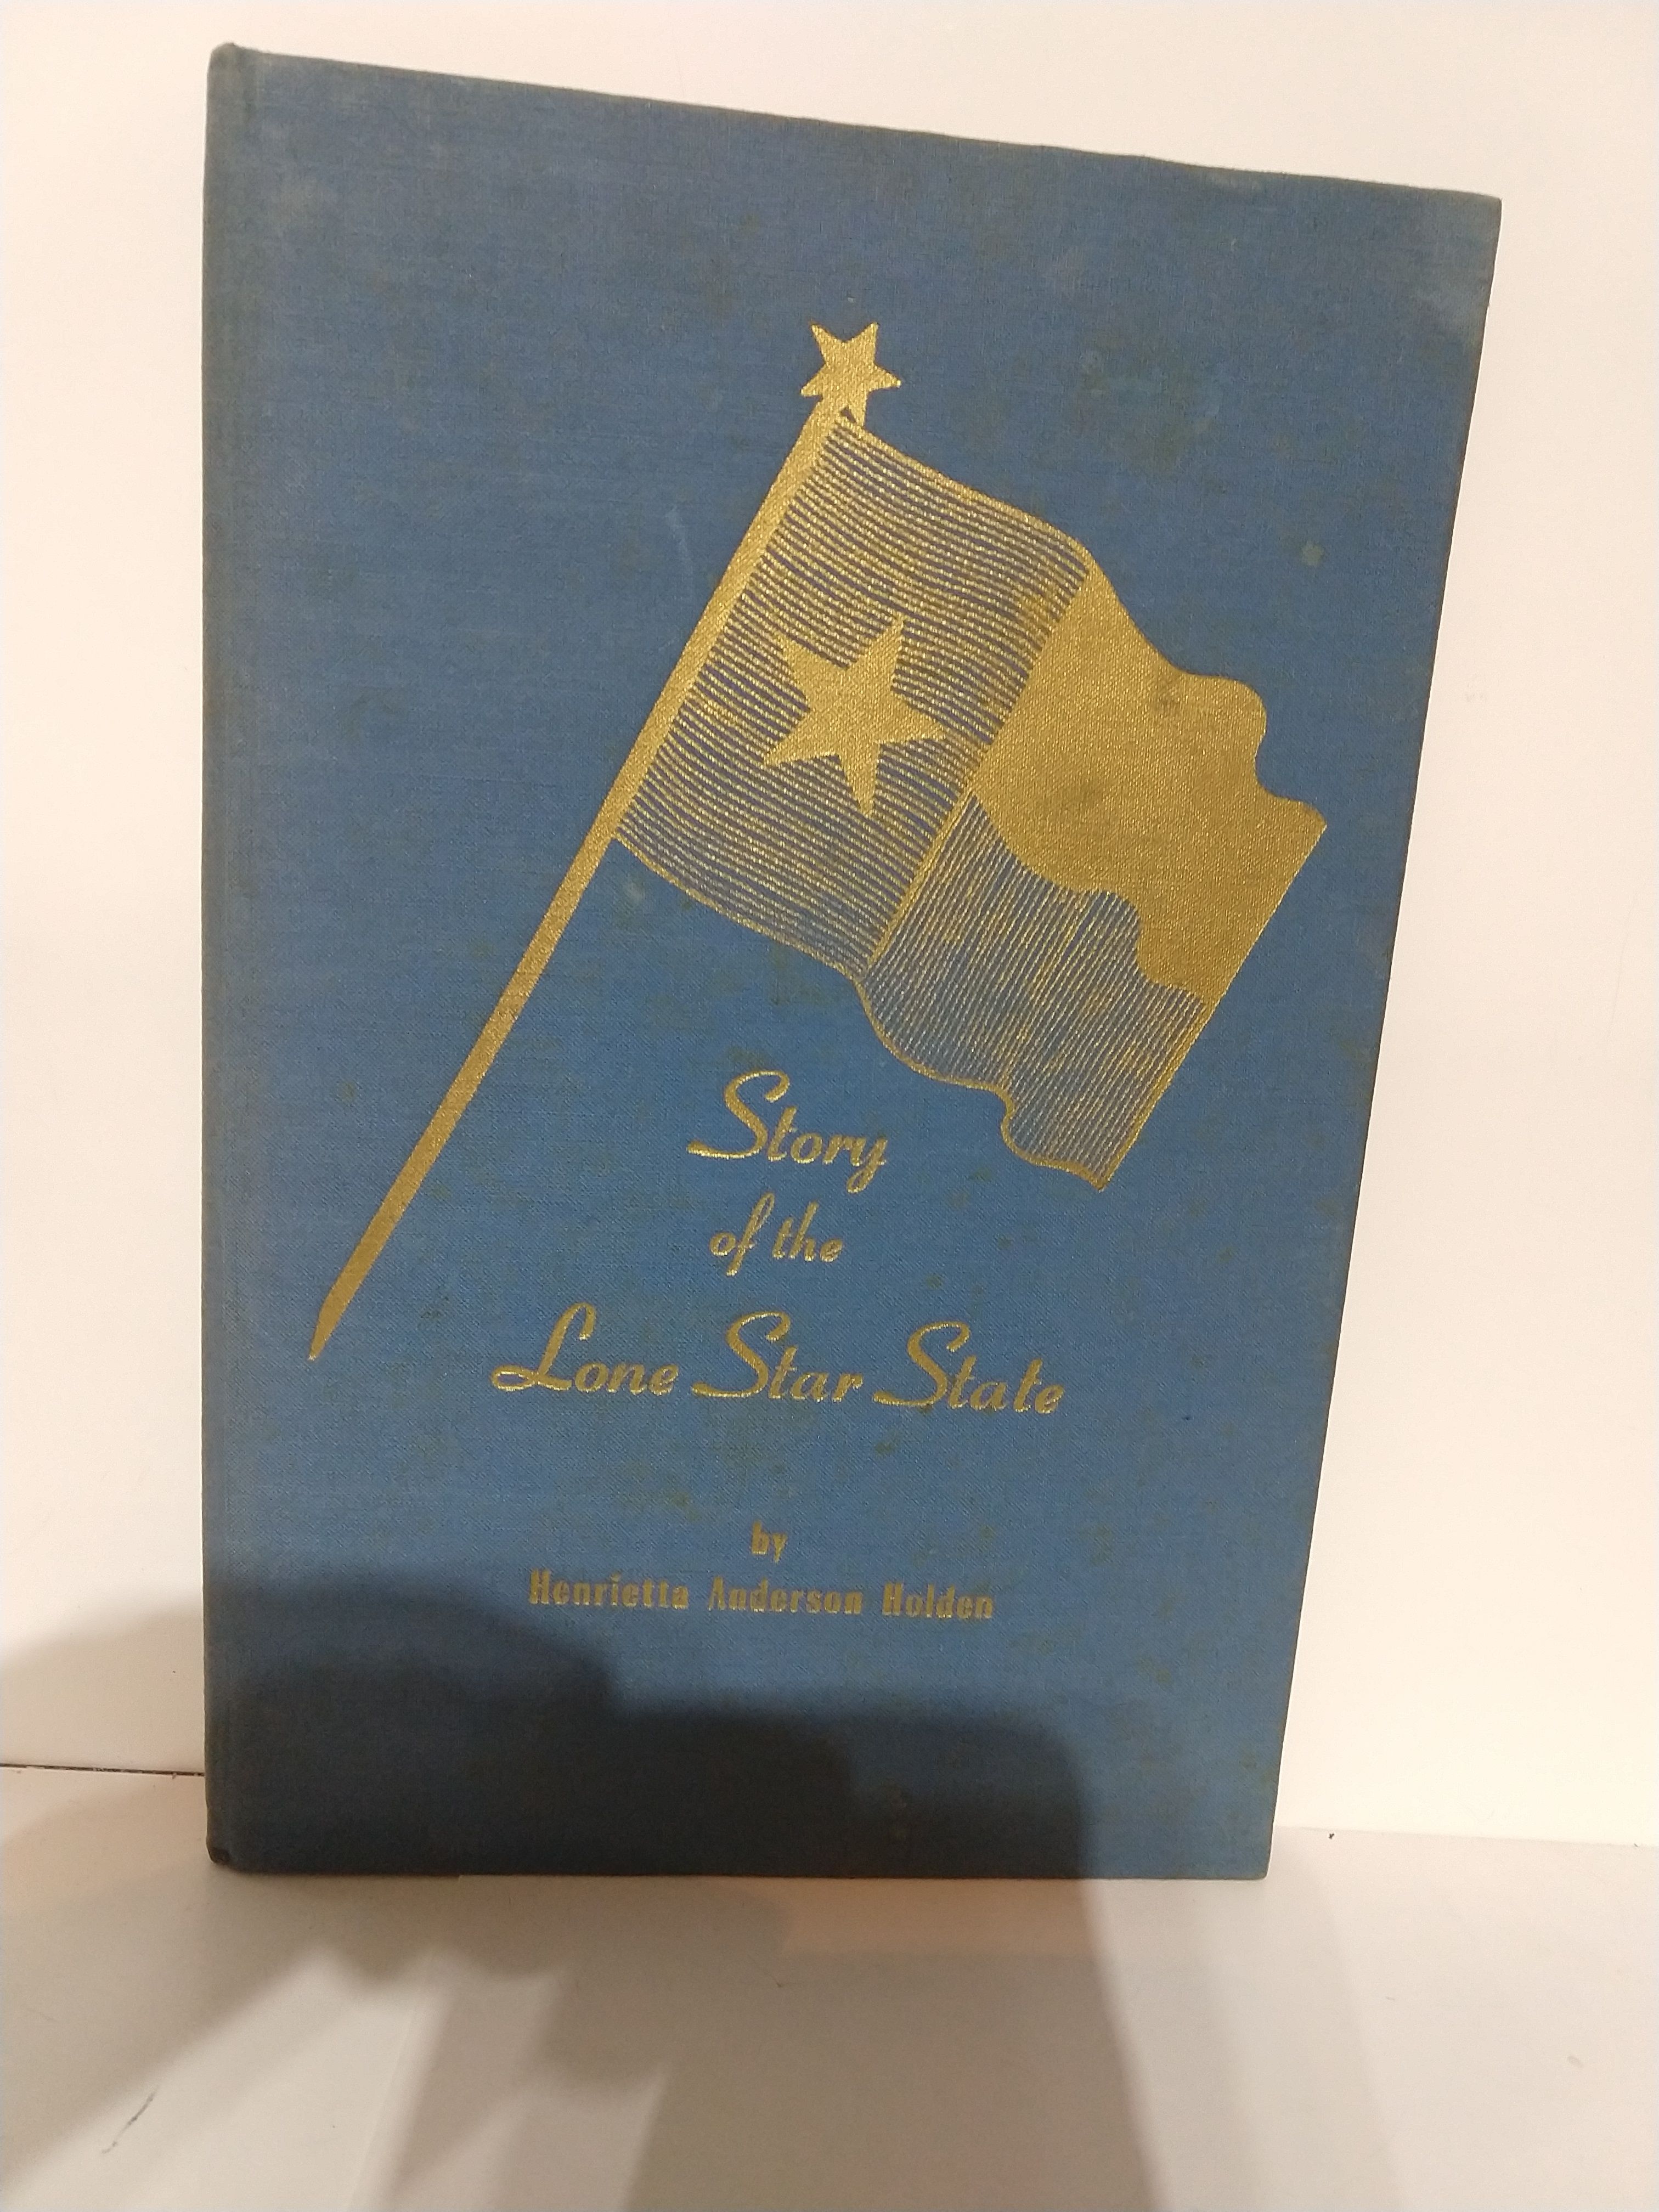 Story
of the
Lone Star State
by
Henrietta Anderson Holden